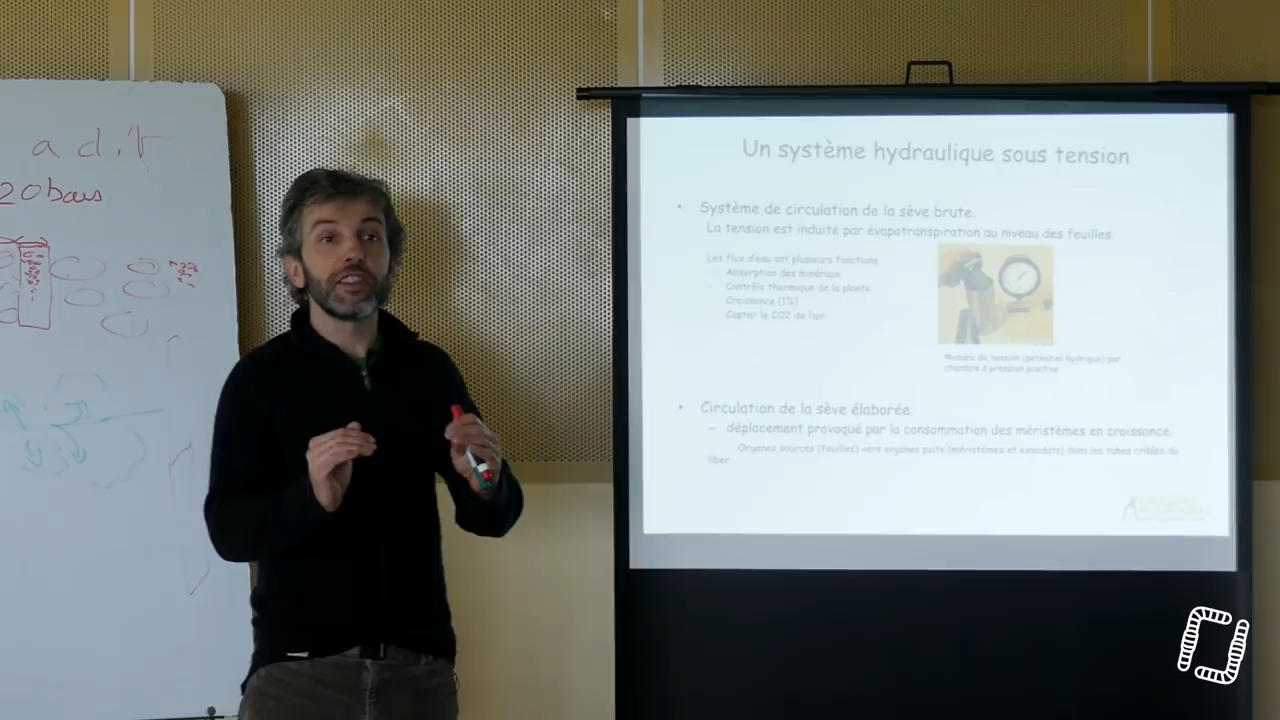 a d.
20 bars
Un système hydraulique sous tension
• Système de circulation de la sève brute.
La tension est induite par évapotranspiration au niveau des feuilles.
Les flux d'eau ont plusieurs fonctions
Absorption des minéraux
Contrôle thermique de la plante
Croissance (1%)
Capter le CO2 de l'air
Mesure de tension (potentiel hydrique) par
chambre à pression positive
• Circulation de la sève élaborée
– déplacement provoqué par la consommation des méristèmes en croissance.
Organes sources (feuilles) vers organes puits (méristèmes et exsudats) dans les tubes criblés du
liber